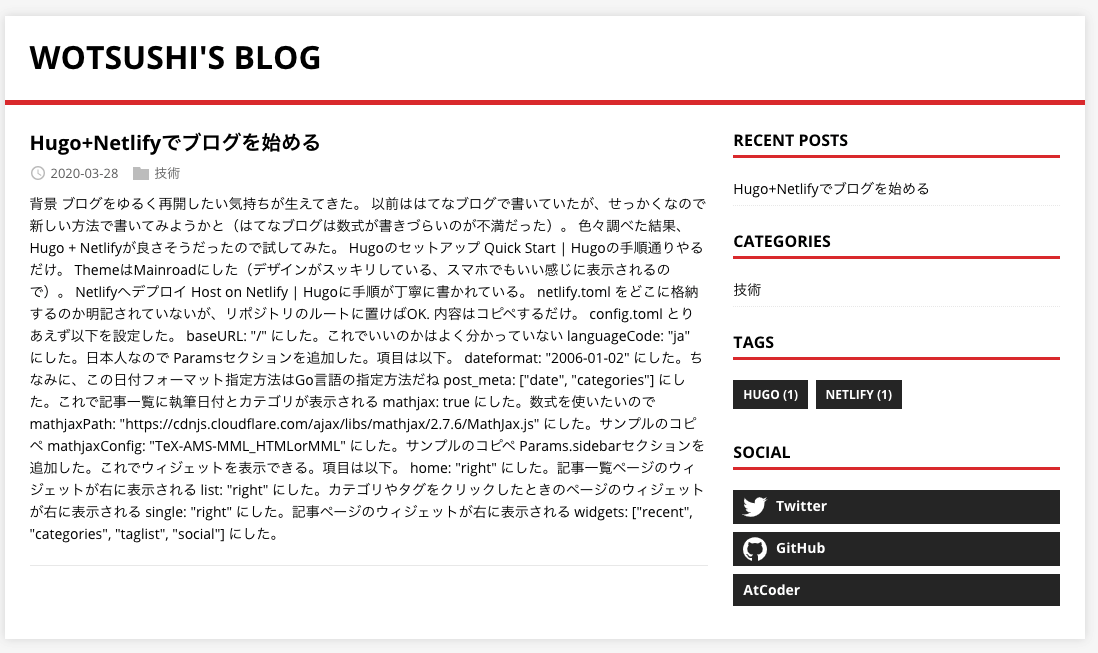 WOTSUSHI'S BLOG
Hugo+Netlifyでブログを始める
2020-03-28 技術
背景 ブログをゆるく再開したい気持ちが生えてきた。 以前ははてなブログで書いていたが、せっかくなので
新しい方法で書いてみようかと（はてなブログは数式が書きづらいのが不満だった）。 色々調べた結果、
Hugo + Netlifyが良さそうだったので試してみた。 Hugoのセットアップ Quick Start | Hugoの手順通りやる
だけ。 ThemeはMainroadにした（デザインがスッキリしている、スマホでもいい感じに表示されるの
で）。 Netlifyへデプロイ Host on Netlify | Hugoに手順が丁寧に書かれている。 netlify.toml をどこに格納
するのか明記されていないが、リポジトリのルートに置けばOK. 内容はコピペするだけ。 config.toml とり
あえず以下を設定した。 baseURL: "/" にした。これでいいのかはよく分かっていない languageCode: "ja"
にした。日本人なので Paramsセクションを追加した。項目は以下。 dateformat: "2006-01-02" にした。ち
なみに、この日付フォーマット指定方法はGo言語の指定方法だね post_meta: ["date", "categories"] にし
た。これで記事一覧に執筆日付とカテゴリが表示される mathjax: true にした。数式を使いたいので
mathjaxPath: "https://cdnjs.cloudflare.com/ajax/libs/mathjax/2.7.6/MathJax.js" にした。サンプルのコピ
ペ mathjaxConfig: "TeX-AMS-MML_HTMLorMML" にした。サンプルのコピペ Params.sidebarセクションを
追加した。これでウィジェットを表示できる。項目は以下。 home: "right" にした。記事一覧ページのウィ
ジェットが右に表示される list: "right" にした。カテゴリやタグをクリックしたときのページのウィジェット
が右に表示される single: "right" にした。記事ページのウィジェットが右に表示される widgets: ["recent",
"categories", "taglist", "social"] にした。
RECENT POSTS
Hugo+Netlifyでブログを始める
CATEGORIES
技術
TAGS
HUGO (1) NETLIFY (1)
SOCIAL
Twitter
GitHub
AtCoder